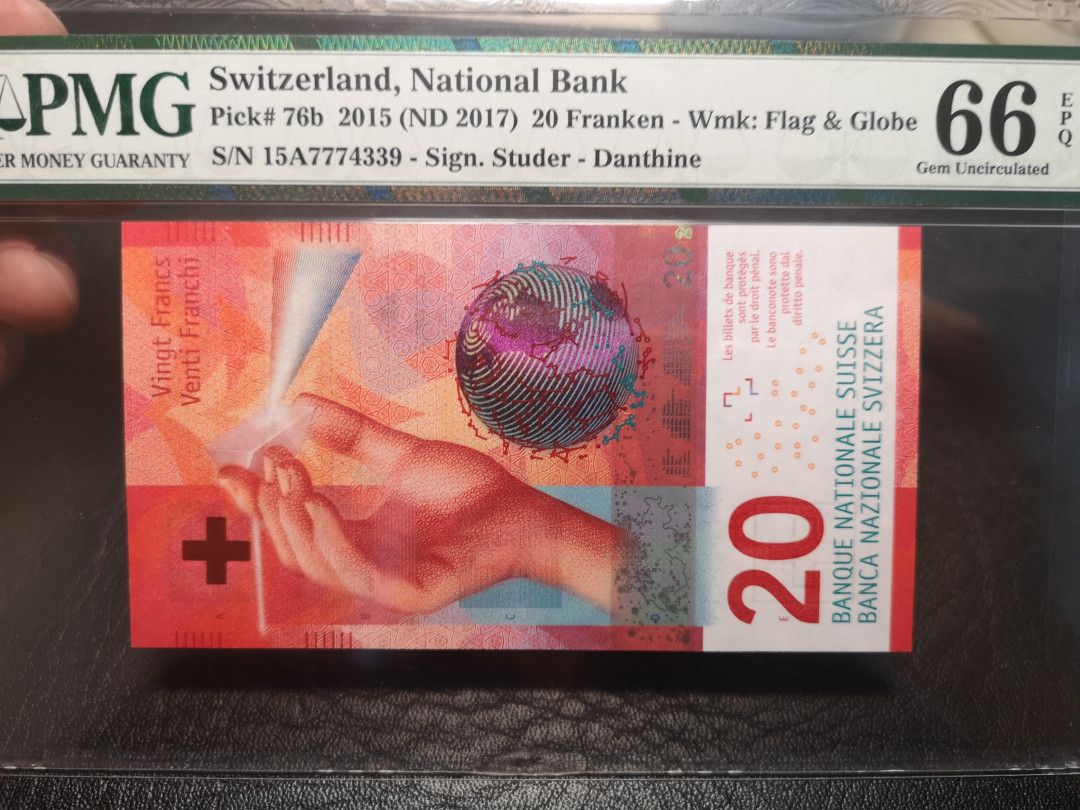 PMG
Switzerland, National Bank
Pick# 76b 2015 (ND 2017) 20 Franken - Wmk: Flag & Globe
MONEY GUARANTY
S/N 15A7774339 - Sign. Studer - Danthine
66
EPQ
Gem Uncirculated
Vingt Francs
Venti Franchi
20
Les billets de banque
sont protégés
par le droit pénal.
Le banconote sono
protette dal
diritto penale.
20
BANQUE NATIONALE SUISSE
BANCA NAZIONALE SVIZZERA
A
B
C
D
E